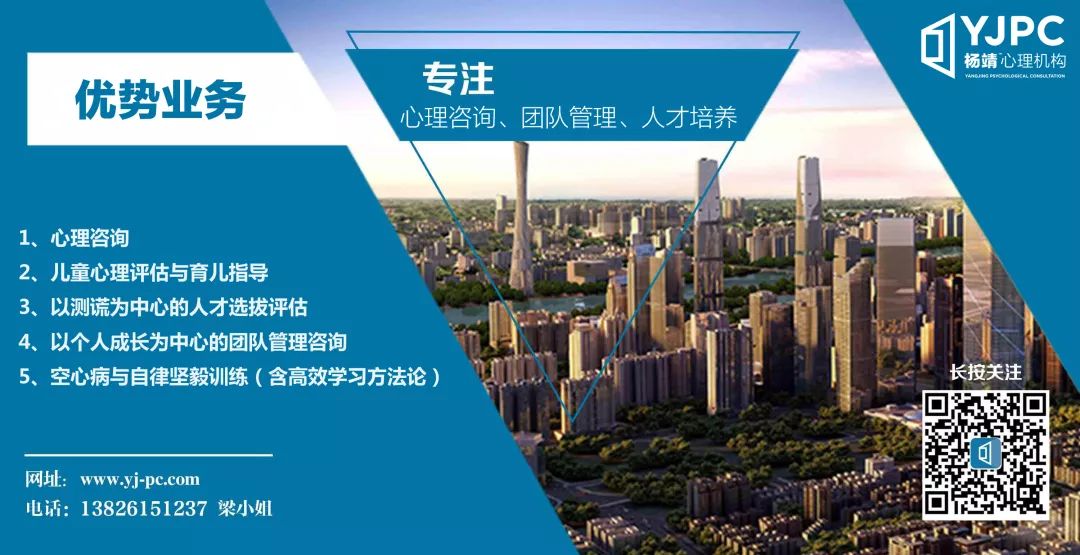 YJPC
杨靖心理机构
YANGJING PSYCHOLOGICAL CONSULTATION
优势业务
专注
心理咨询、团队管理、人才培养
1、心理咨询
2、儿童心理评估与育儿指导
3、以测谎为中心的人才选拔评估
4、以个人成长为中心的团队管理咨询
5、空心病与自律坚毅训练（含高效学习方法论）
长按关注
网址：www.yj-pc.com
电话：13826151237 梁小姐